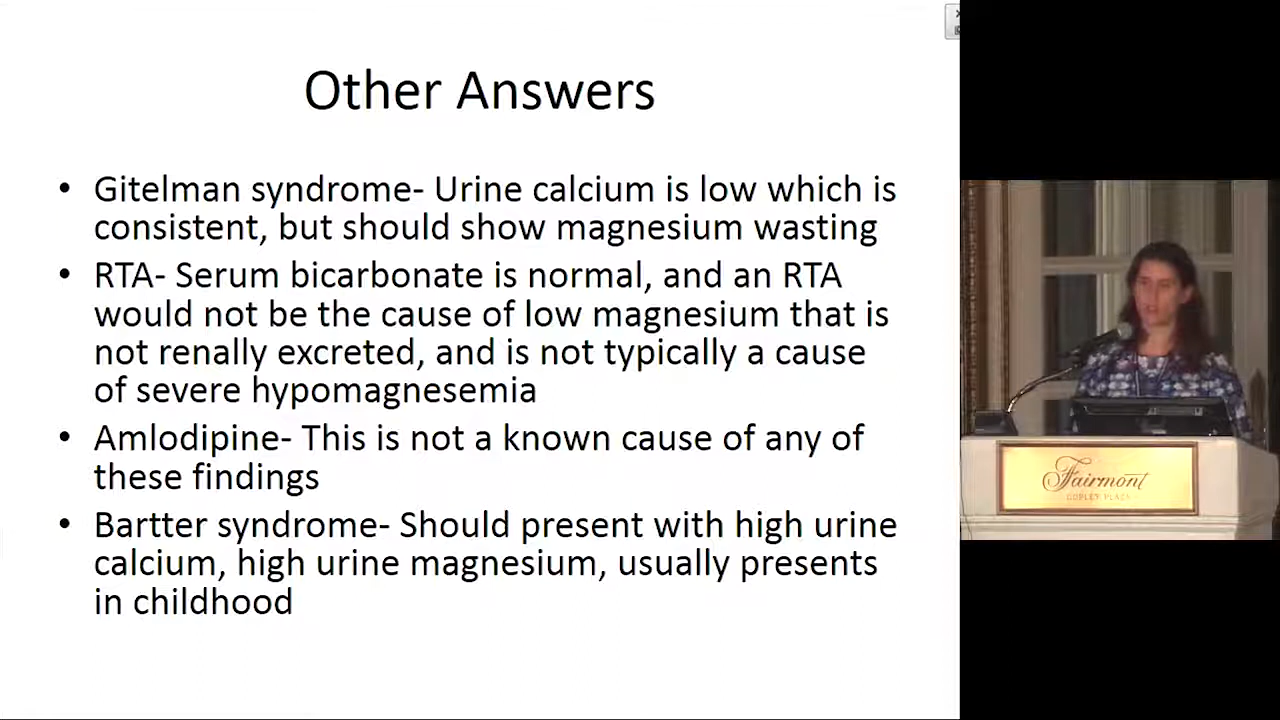 Other Answers
• Gitelman syndrome- Urine calcium is low which is
consistent, but should show magnesium wasting
• RTA- Serum bicarbonate is normal, and an RTA
would not be the cause of low magnesium that is
not renally excreted, and is not typically a cause
of severe hypomagnesemia
• Amlodipine- This is not a known cause of any of
these findings
• Bartter syndrome- Should present with high urine
calcium, high urine magnesium, usually presents
in childhood
Fairmont
COPLEY PLAZA